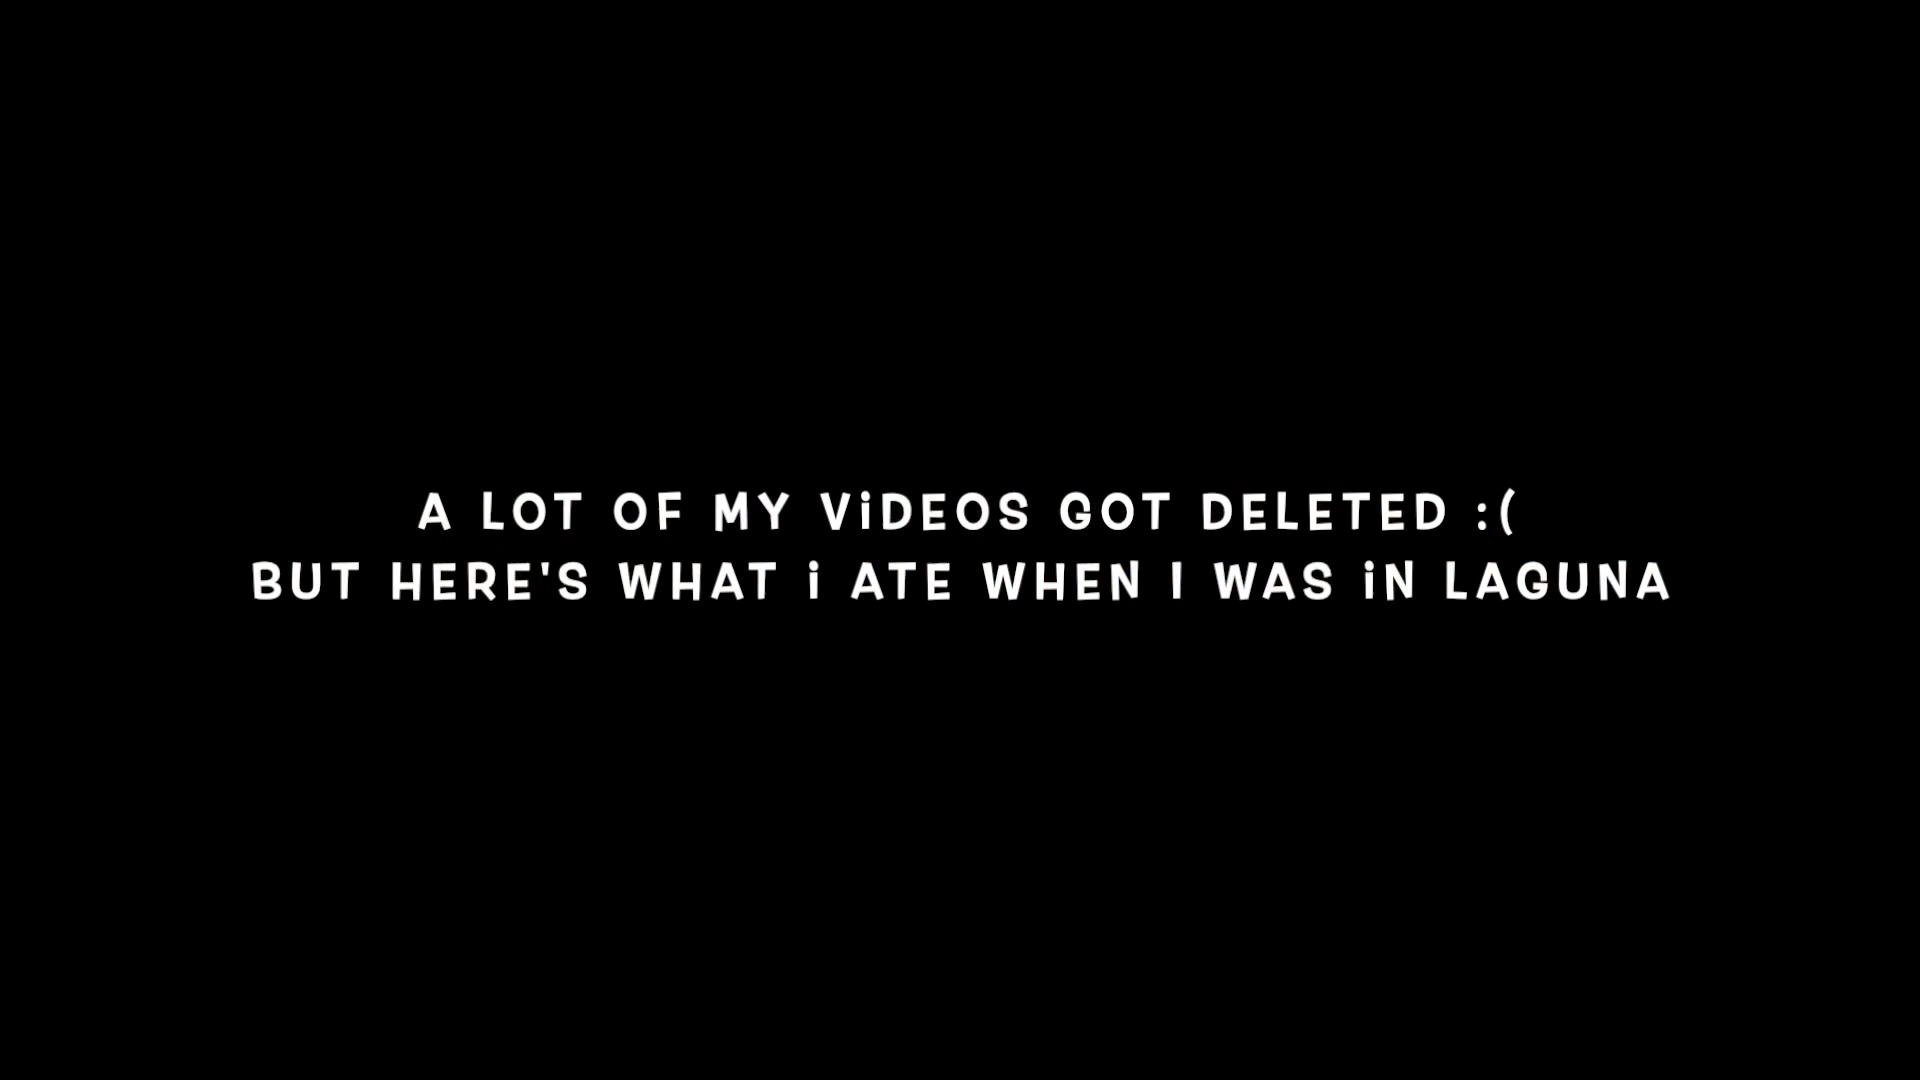 A LOT OF MY ViDEOS GOT DELETED :(
BUT HERE'S WHAT i ATE WHEN I WAS iN LAGUNA